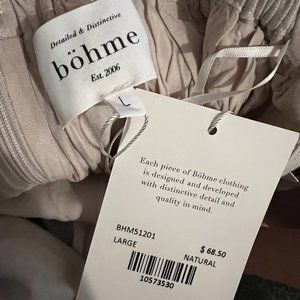 Detailed & Distinctive
böhme
Est. 2006
L
Each piece of Böhme clothing
is designed and developed
with distinctive detail and
quality in mind.
BHM51201
$ 68.50
LARGE
NATURAL
10573530